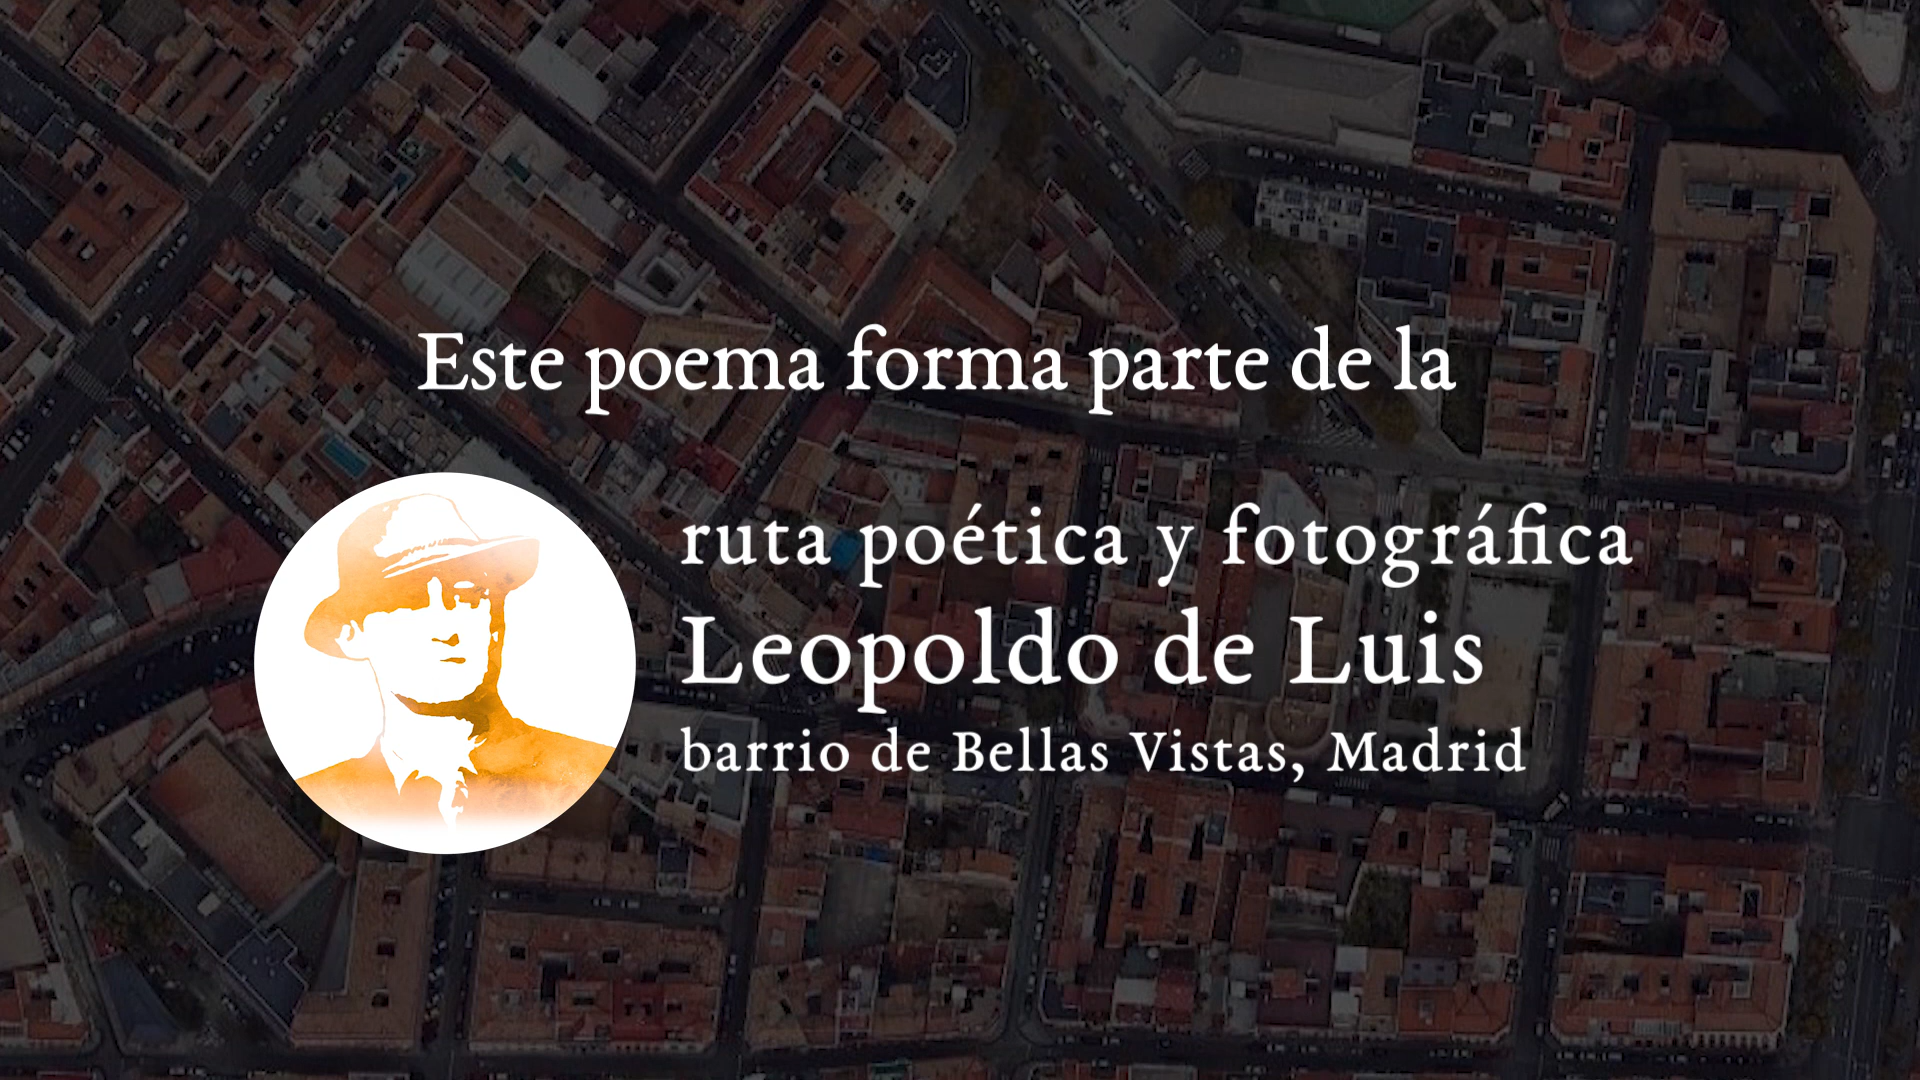 Este poema forma parte de la
ruta poética y fotográfica
Leopoldo de Luis
barrio de Bellas Vistas, Madrid